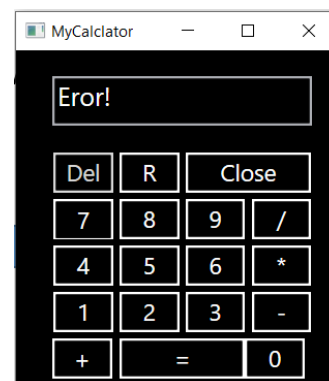 MyCalclator
Eror!
Del R Close
7 8 9 /
4 5 6 *
1 2 3 -
+ = 0